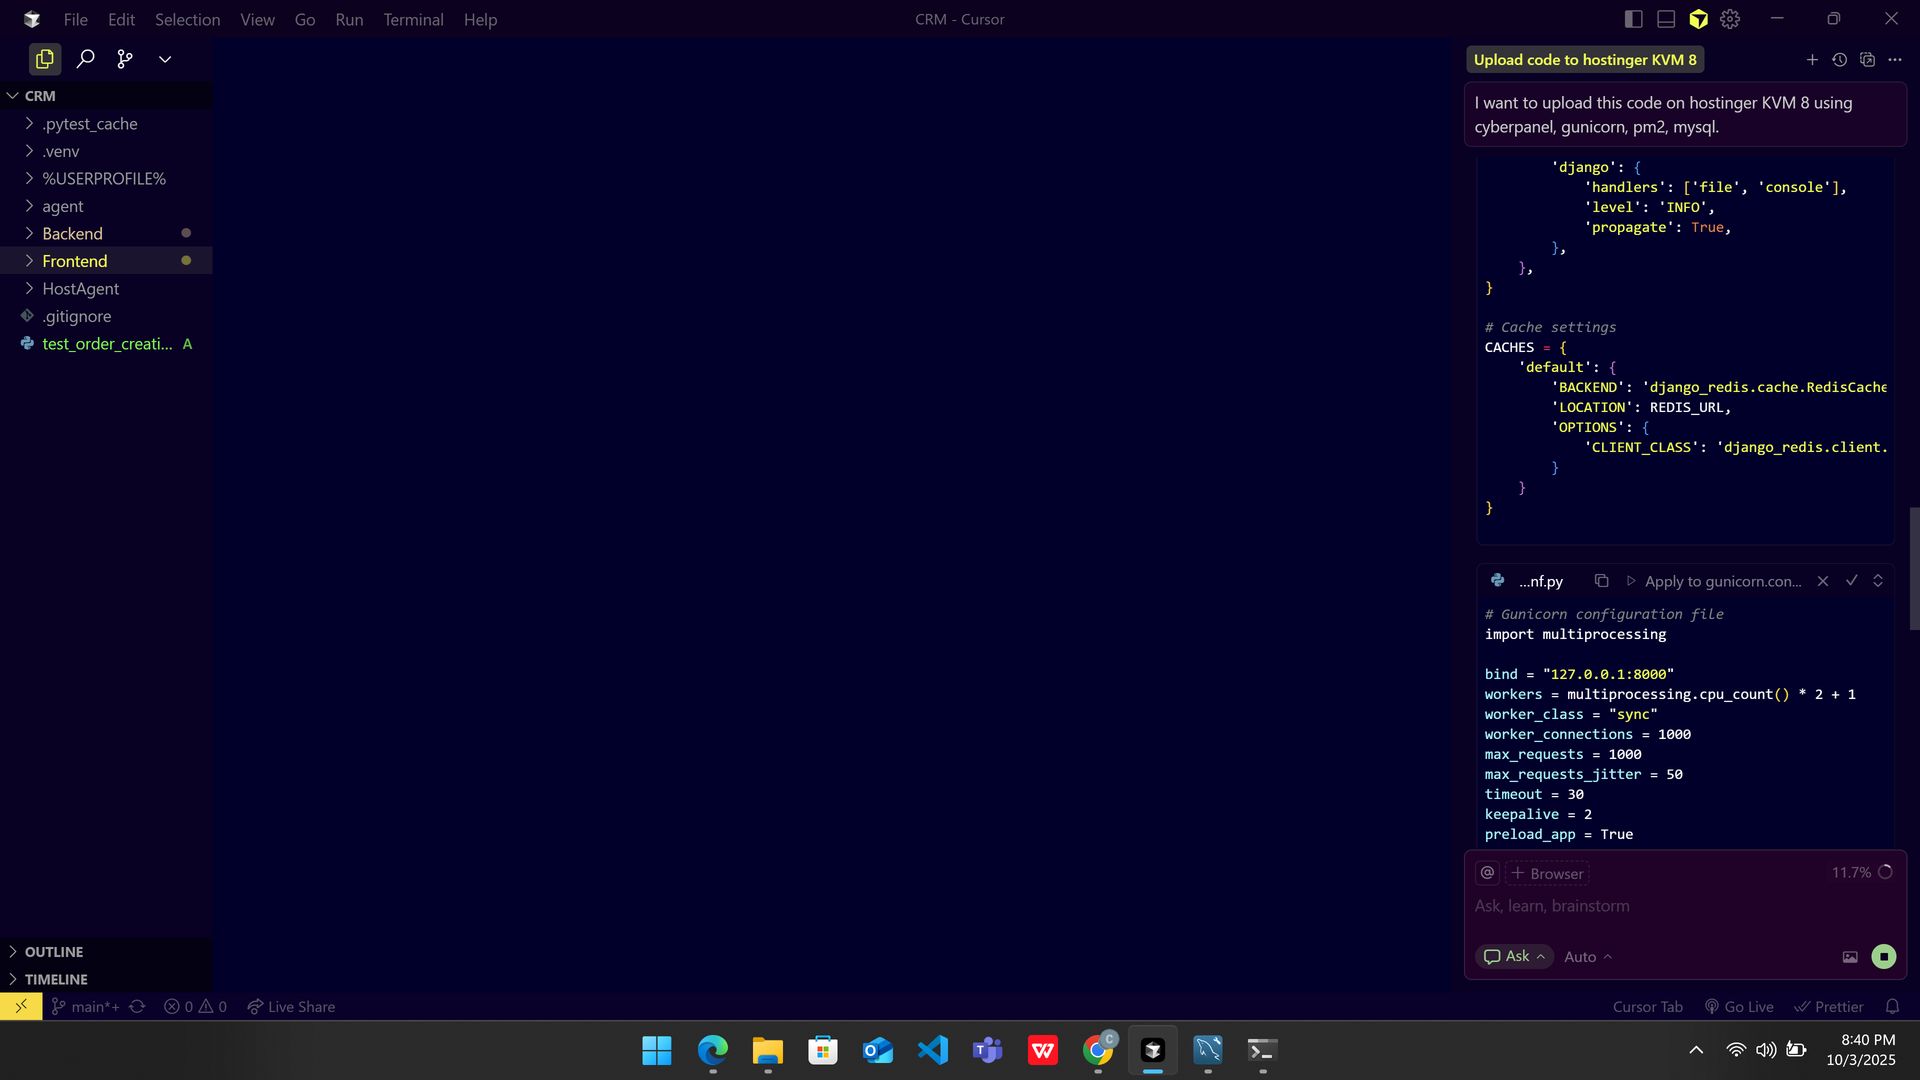 File Edit Selection View Go Run Terminal Help
CRM - Cursor
CRM
.pytest_cache
.venv
%USERPROFILE%
agent
Backend
Frontend
HostAgent
.gitignore
test_order_creati... A
OUTLINE
TIMELINE
Upload code to hostinger KVM 8
I want to upload this code on hostinger KVM 8 using
cyberpanel, gunicorn, pm2, mysql.
'django': {
'handlers': ['file', 'console'],
'level': 'INFO',
'propagate': True,
},
},
}
# Cache settings
CACHES = {
'default': {
'BACKEND': 'django_redis.cache.RedisCache
'LOCATION': REDIS_URL,
'OPTIONS': {
'CLIENT_CLASS': 'django_redis.client.
}
}
}
...nf.py Apply to gunicorn.con...
# Gunicorn configuration file
import multiprocessing
bind = "127.0.0.1:8000"
workers = multiprocessing.cpu_count() * 2 + 1
worker_class = "sync"
worker_connections = 1000
max_requests = 1000
max_requests_jitter = 50
timeout = 30
keepalive = 2
preload_app = True
@ + Browser 11.7%
Ask, learn, brainstorm
Ask Auto
main*+ 0 0 Live Share
Cursor Tab Go Live Prettier
8:40 PM
10/3/2025